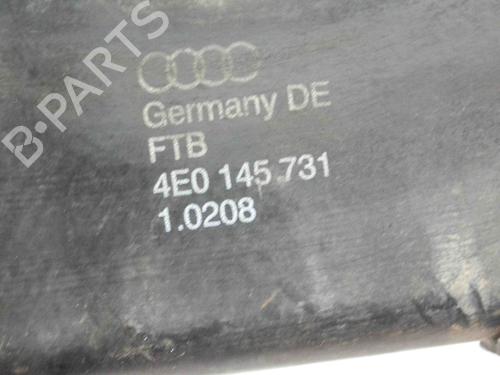 B-PARTS
Germany DE
FTB
4E0 145 731
1.0208